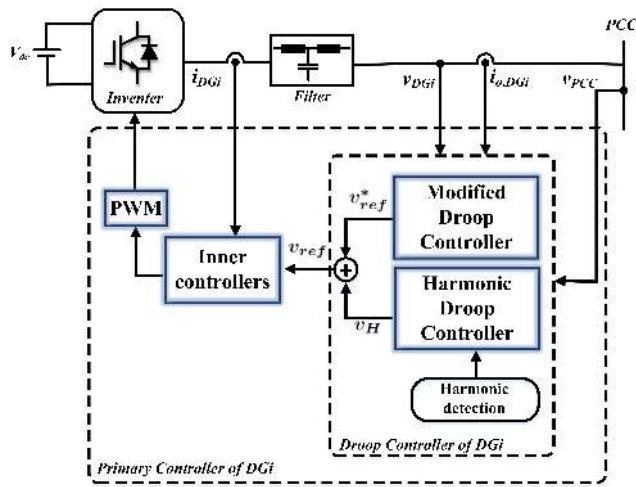 PCC
V_dc
Inventer
i_DGi
Filter
v_DGi
i_o,DGi
v_PCC
PWM
Inner
controllers
v_ref
v*_ref
Modified
Droop
Controller
v_H
Harmonic
Droop
Controller
Harmonic
detection
Droop Controller of DGi
Primary Controller of DGi